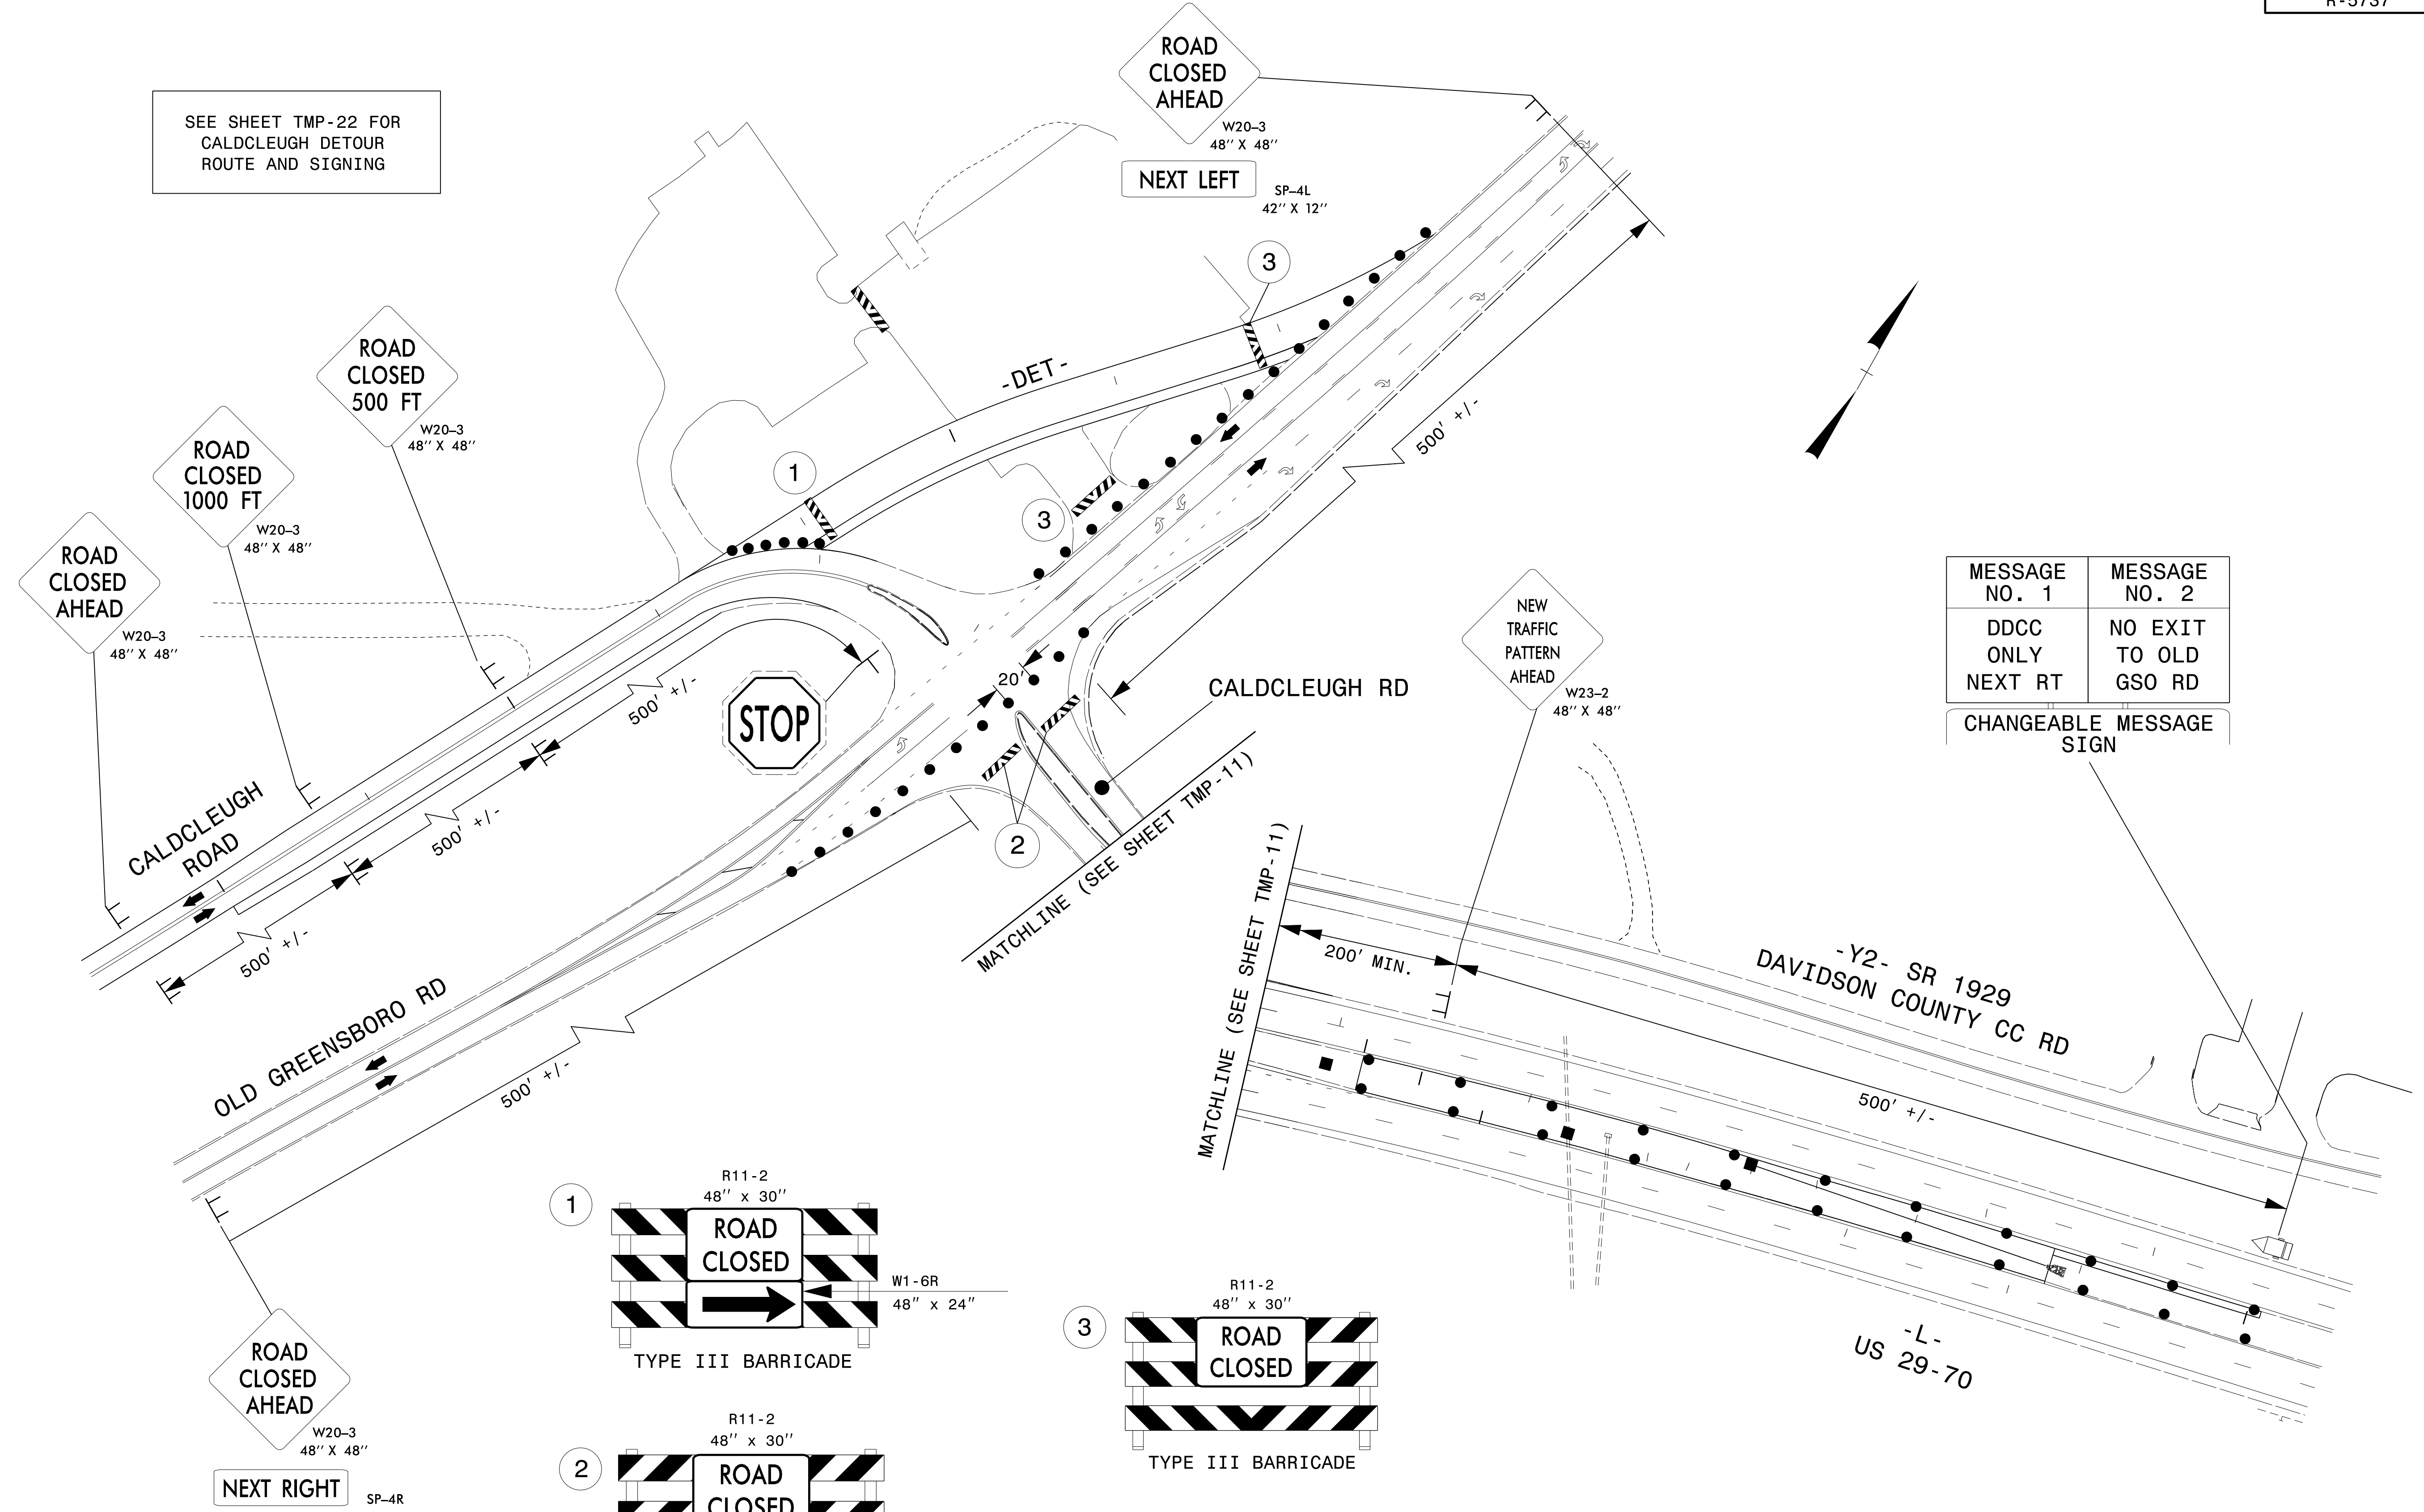 R-5737
SEE SHEET TMP-22 FOR
CALDCLEUGH DETOUR
ROUTE AND SIGNING
ROAD
CLOSED
AHEAD
W20-3
48'' X 48''
NEXT LEFT
SP-4L
42'' X 12''
ROAD
CLOSED
500 FT
W20-3
48'' X 48''
ROAD
CLOSED
1000 FT
W20-3
48'' X 48''
ROAD
CLOSED
AHEAD
W20-3
48'' X 48''
3
-DET-
1
3
500' +/-
20'
STOP
500' +/-
500' +/-
500' +/-
CALDCLEUGH
ROAD
CALDCLEUGH RD
2
MATCHLINE (SEE SHEET TMP-11)
OLD GREENSBORO RD
500' +/-
NEW
TRAFFIC
PATTERN
AHEAD
W23-2
48'' X 48''
MESSAGE
NO. 1
MESSAGE
NO. 2
DDCC
ONLY
NEXT RT
NO EXIT
TO OLD
GSO RD
CHANGEABLE MESSAGE
SIGN
MATCHLINE (SEE SHEET TMP-11)
200' MIN.
-Y2- SR 1929
DAVIDSON COUNTY CC RD
500' +/-
-L-
US 29-70
ROAD
CLOSED
AHEAD
W20-3
48'' X 48''
NEXT RIGHT
SP-4R
1
R11-2
48'' x 30''
ROAD
CLOSED
W1-6R
48" x 24"
TYPE III BARRICADE
2
R11-2
48'' x 30''
ROAD
CLOSED
3
R11-2
48'' x 30''
ROAD
CLOSED
TYPE III BARRICADE